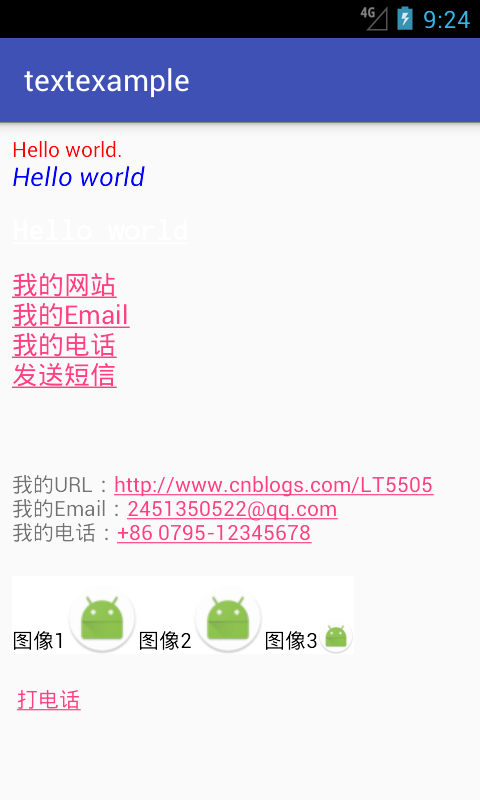 4G 9:24
textexample
Hello world.
Hello world
Hello world
我的网站
我的Email
我的电话
发送短信
我的URL：http://www.cnblogs.com/LT5505
我的Email：2451350522@qq.com
我的电话：+86 0795-12345678
图像1 图像2 图像3
打电话